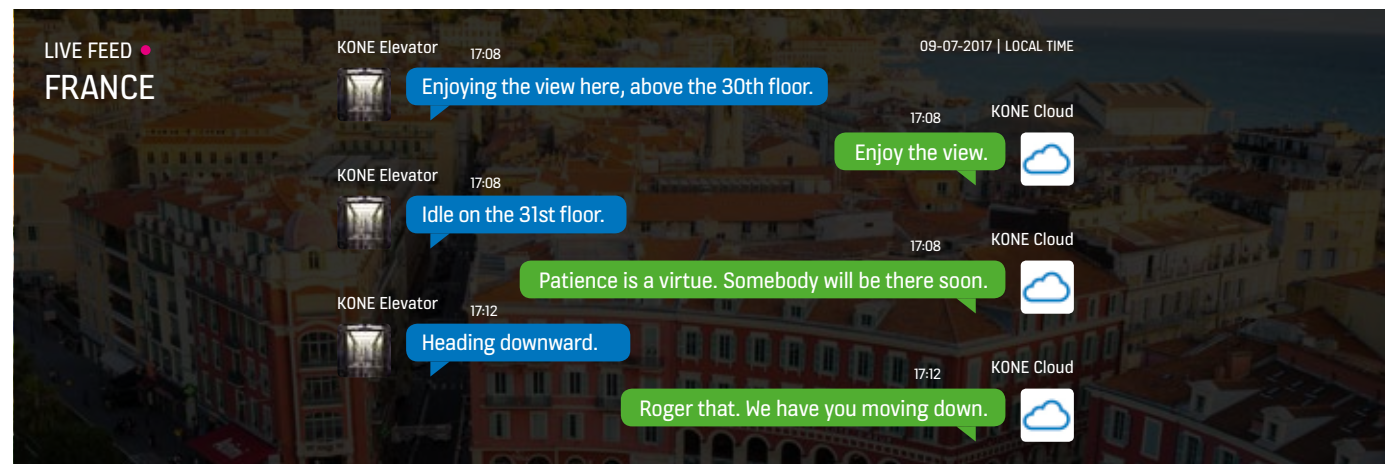 LIVE FEED
FRANCE
09-07-2017 | LOCAL TIME
KONE Elevator
17:08
Enjoying the view here, above the 30th floor.
KONE Cloud
17:08
Enjoy the view.
KONE Elevator
17:08
Idle on the 31st floor.
KONE Cloud
17:08
Patience is a virtue. Somebody will be there soon.
KONE Elevator
17:12
Heading downward.
KONE Cloud
17:12
Roger that. We have you moving down.